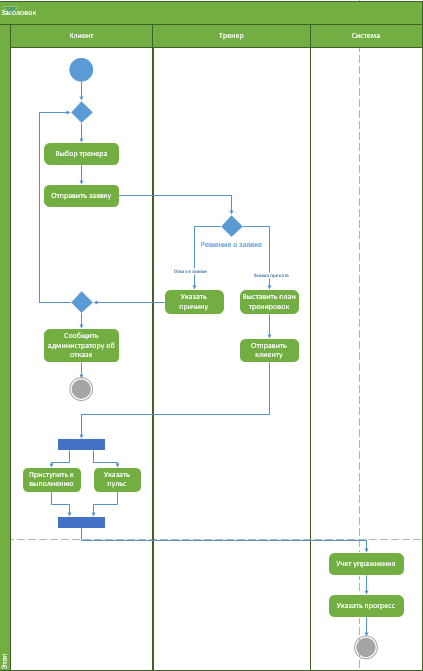 Заголовок
Клиент
Тренер
Система
Выбор тренера
Отправить заявку
Решение о заявке
Отказ в заявке
Заявка принята
Указать
причину
Выставить план
тренировок
Сообщить
администратору об
отказе
Отправить
клиенту
Приступить к
выполнению
Указать
пульс
Учет упражнения
Указать прогресс
Этап